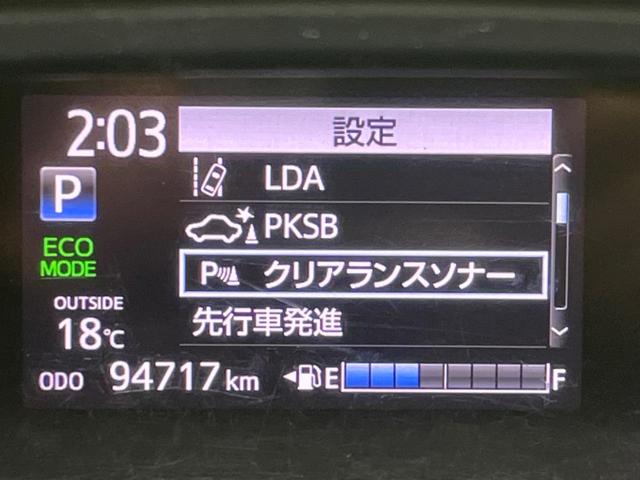 2:03
設定
LDA
P
PKSB
ECO
MODE
P クリアランスソナー
OUTSIDE
18℃
先行車発進
ODO 94717 km E F